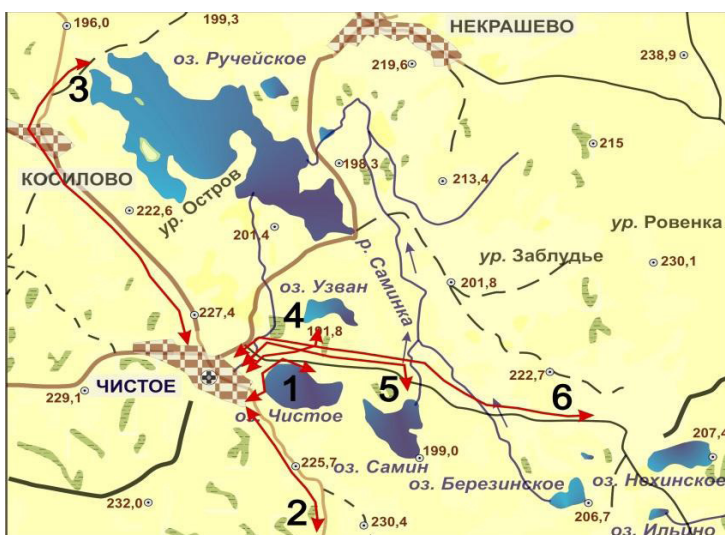 196,0
199,3
НЕКРАШЕВО
оз. Ручейское
219,6
238,9
3
215
КОСИЛОВО
198,3
213,4
222,6
ур. Остров
201,4
ур. Ровенка
ур. Заблудье
230,1
р. Саминка
оз. Узван
201,8
227,4
4
191,8
ЧИСТОЕ
229,1
1
5
222,7
6
оз. Чистое
207,4
225,7
оз. Самин
199,0
оз. Березинское
оз. Нехинское
232,0
2
230,4
206,7
оз. Ильино